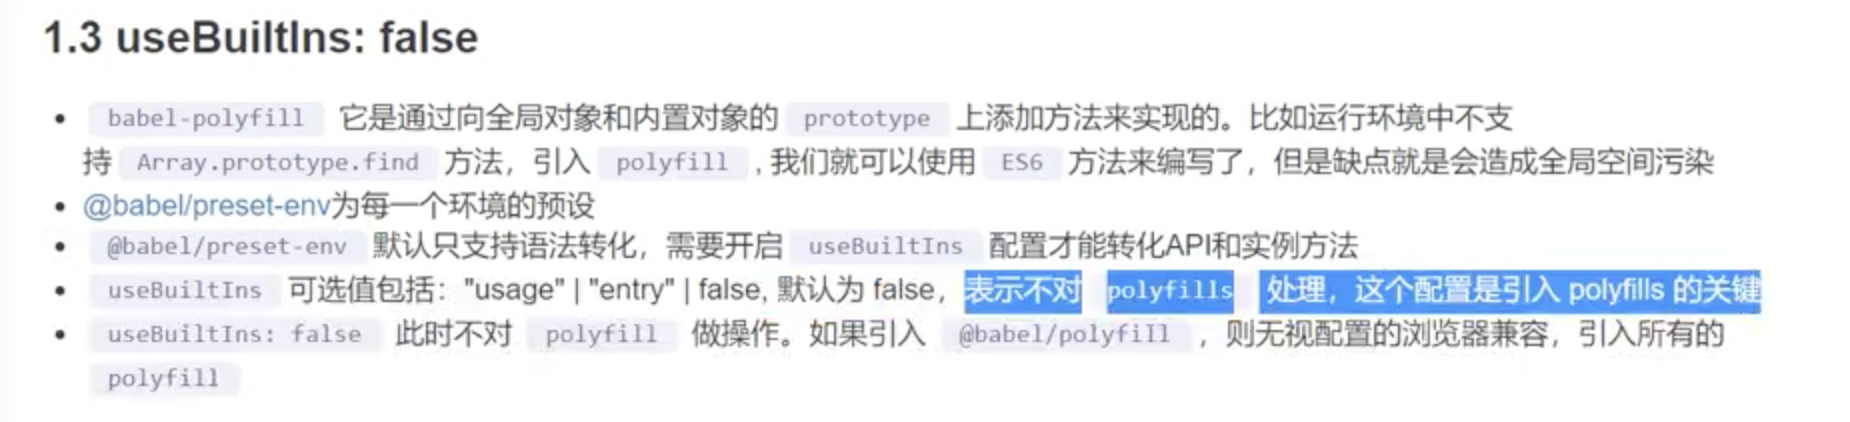 1.3 useBuiltIns: false
babel-polyfill 它是通过向全局对象和内置对象的 prototype 上添加方法来实现的。比如运行环境中不支
持 Array.prototype.find 方法，引入 polyfill , 我们就可以使用 ES6 方法来编写了，但是缺点就是会造成全局空间污染
@babel/preset-env为每一个环境的预设
@babel/preset-env 默认只支持语法转化，需要开启 useBuiltIns 配置才能转化API和实例方法
useBuiltIns 可选值包括："usage" | "entry" | false, 默认为 false，表示不对 polyfills 处理，这个配置是引入 polyfills 的关键
useBuiltIns: false 此时不对 polyfill 做操作。如果引入 @babel/polyfill ，则无视配置的浏览器兼容，引入所有的
polyfill